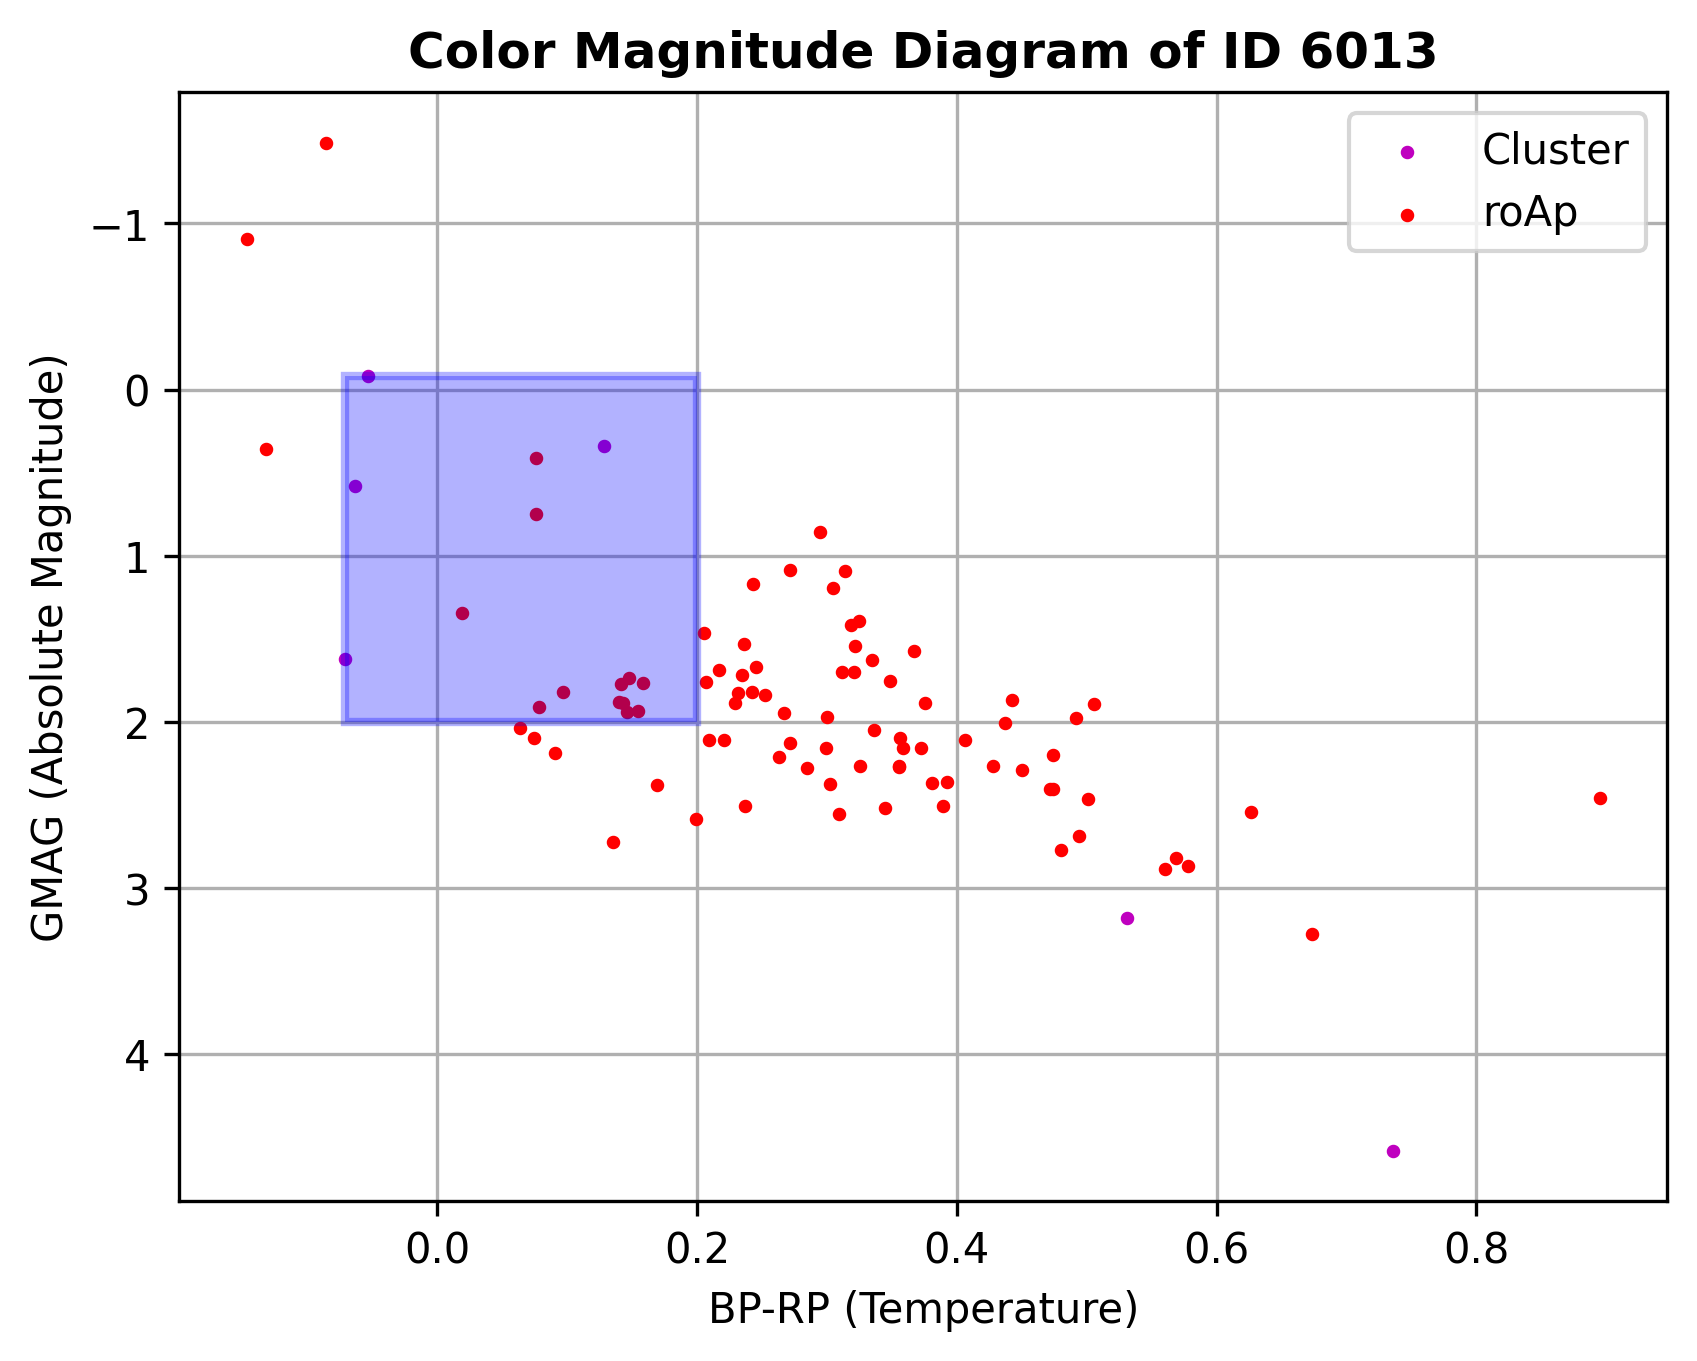 Color Magnitude Diagram of ID 6013
Cluster
roAp
−1
0
1
2
3
4
GMAG (Absolute Magnitude)
0.0 0.2 0.4 0.6 0.8
BP-RP (Temperature)